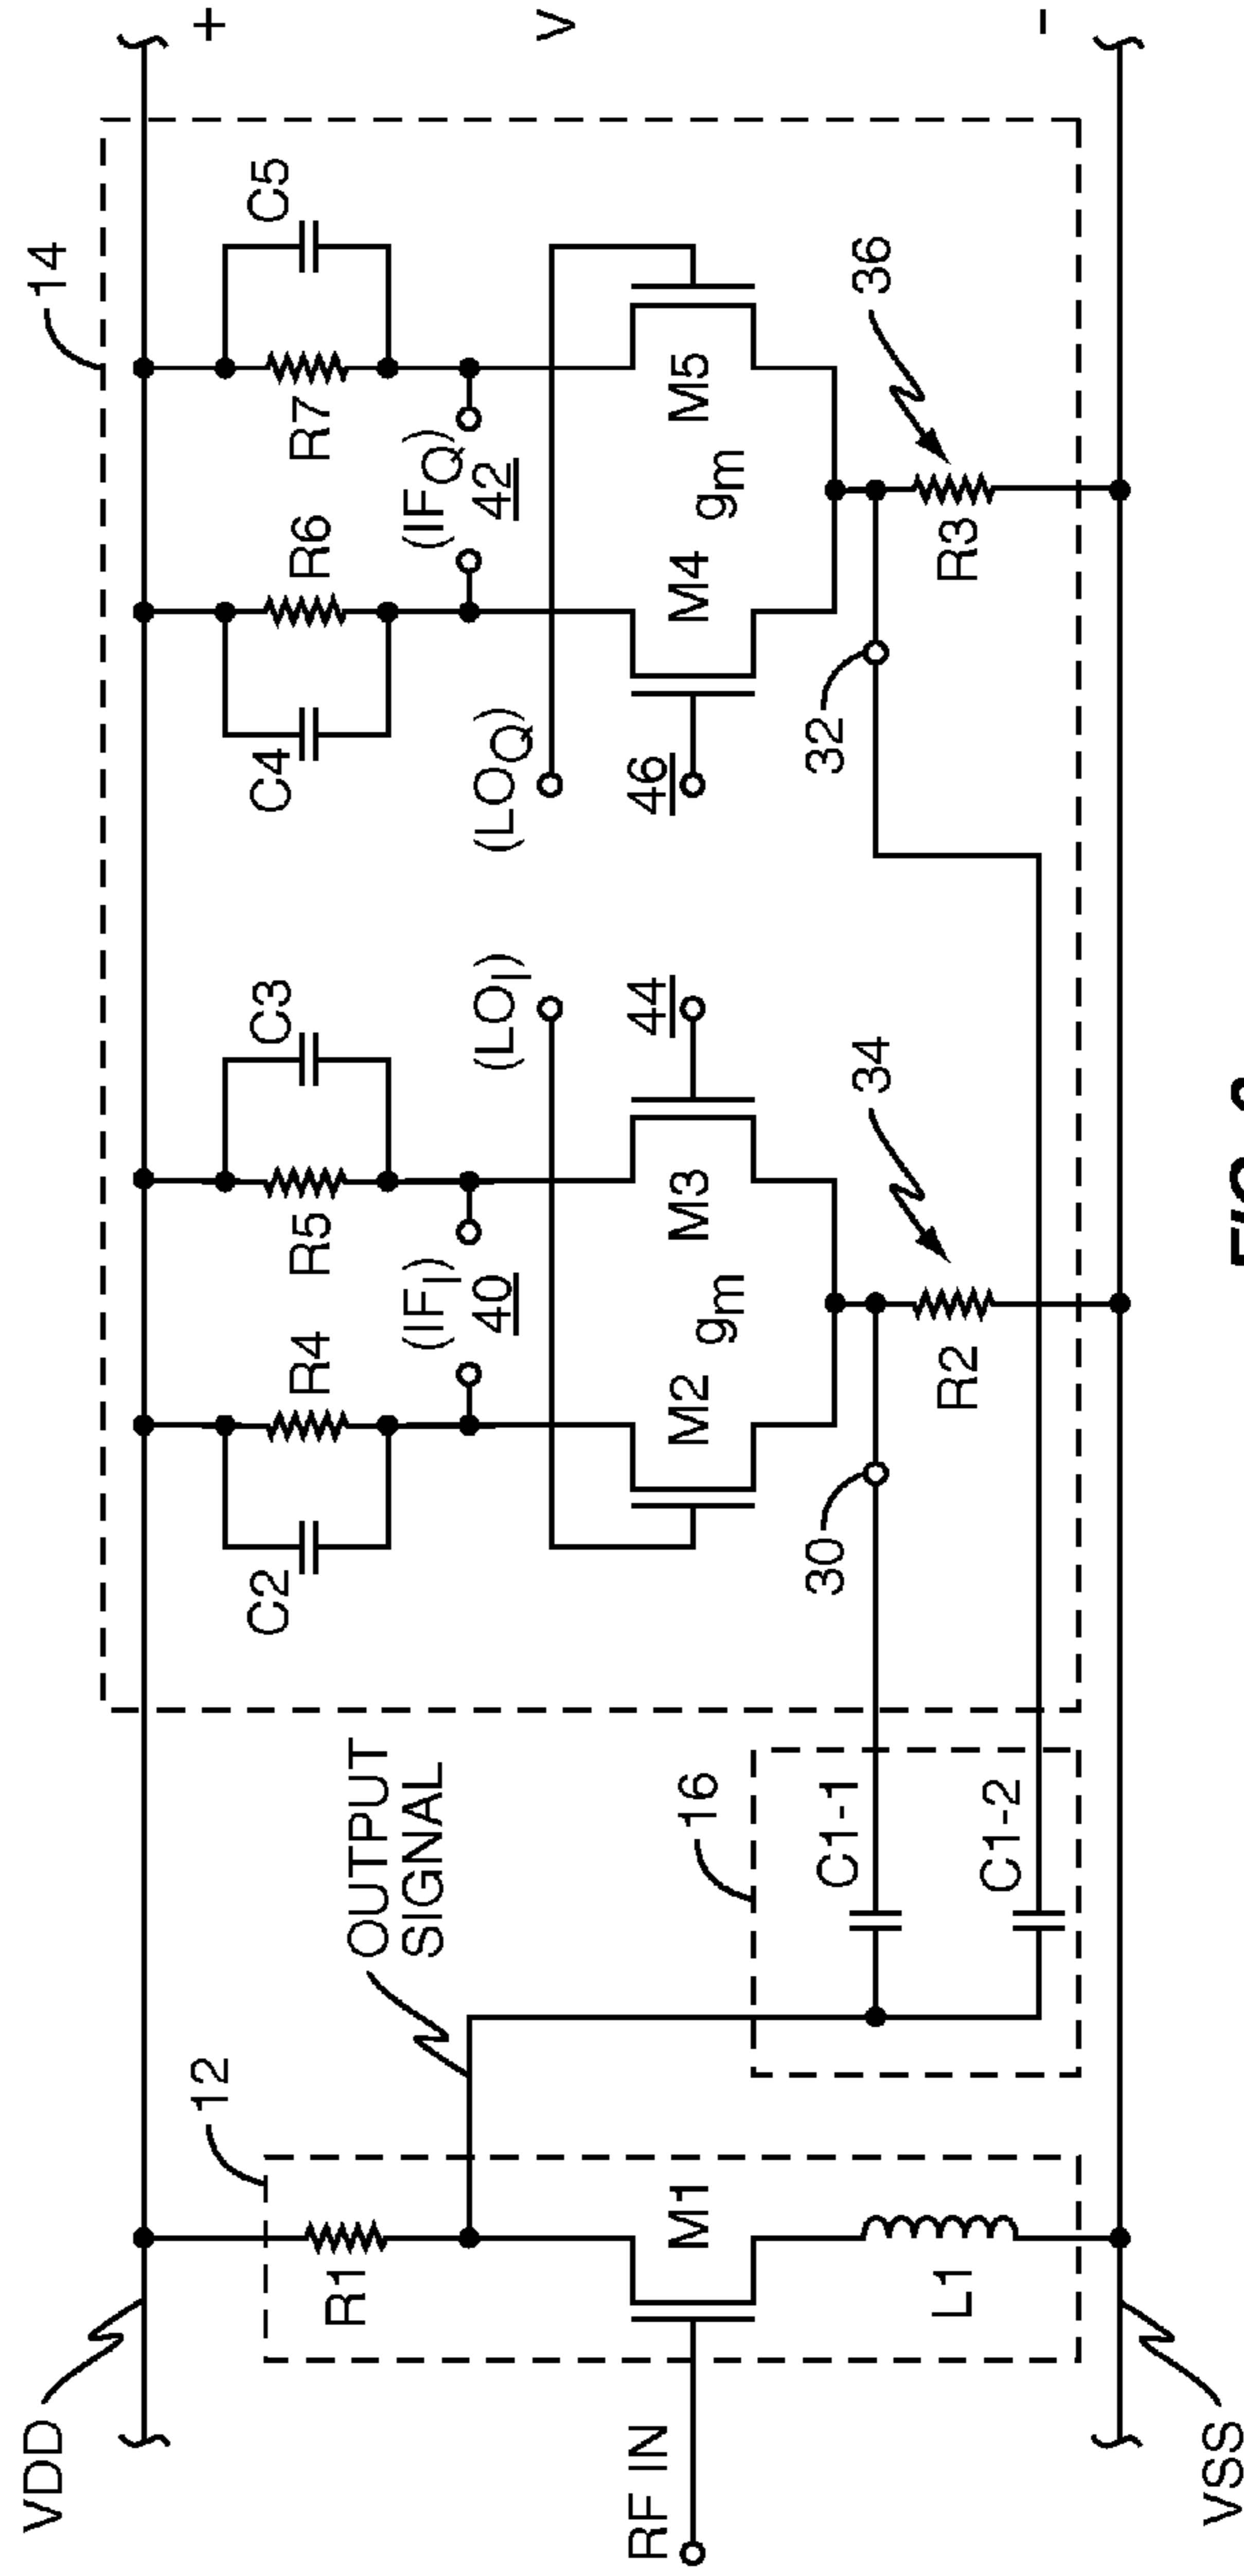 VDD
RF IN
VSS
12
R1
M1
L1
OUTPUT
SIGNAL
16
C1-1
C1-2
14
C2
R4
R5
C3
(IFI)
40
(LOI)
M2
gm
M3
44
30
R2
34
C4
R6
R7
C5
(IFQ)
42
(LOQ)
46
M4
gm
M5
32
R3
36
+
V
-